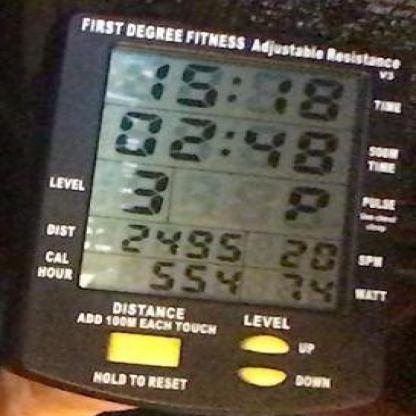 FIRST DEGREE FITNESS Adjustable Resistance
V3
15:18 TIME
02:48 500M TIME
LEVEL 3 P PULSE
DIST 2495 20 SPM
CAL HOUR 554 74 WATT
DISTANCE
ADD 100M EACH TOUCH
LEVEL
UP
HOLD TO RESET
DOWN